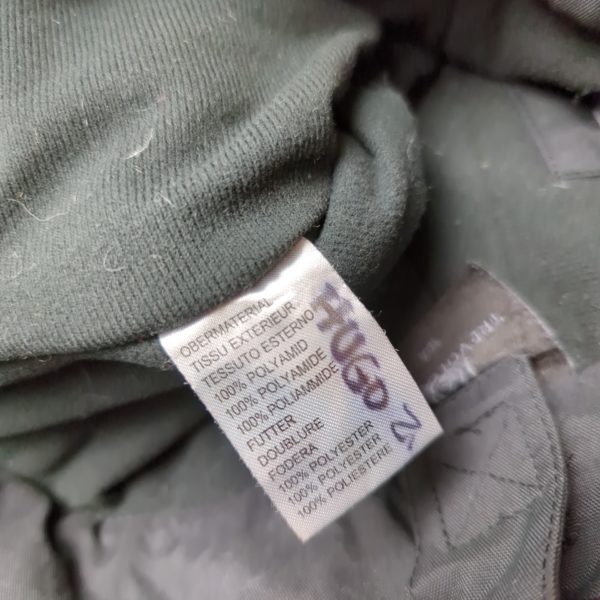 OBERMATERIAL
TISSU EXTERIEUR
TESSUTO ESTERNO
100% POLYAMID
100% POLYAMIDE
100% POLIAMMIDE
FUTTER
DOUBLURE
FODERA
100% POLYESTER
100% POLYESTER
100% POLIESTERE
HUGO